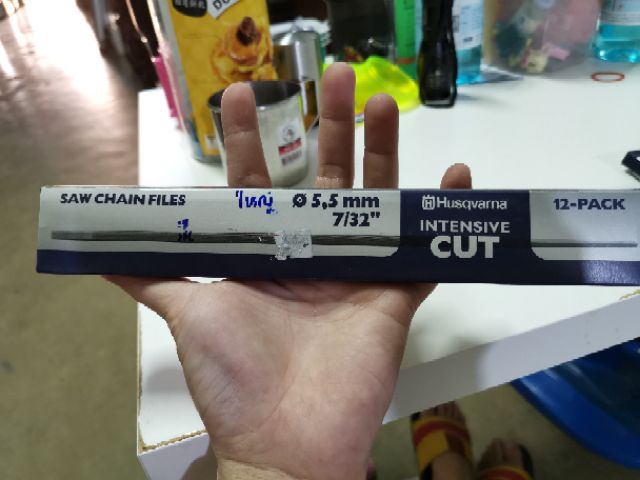 SAW CHAIN FILES
ใหญ่
Ø 5,5 mm
7/32"
Husqvarna
INTENSIVE
CUT
12-PACK